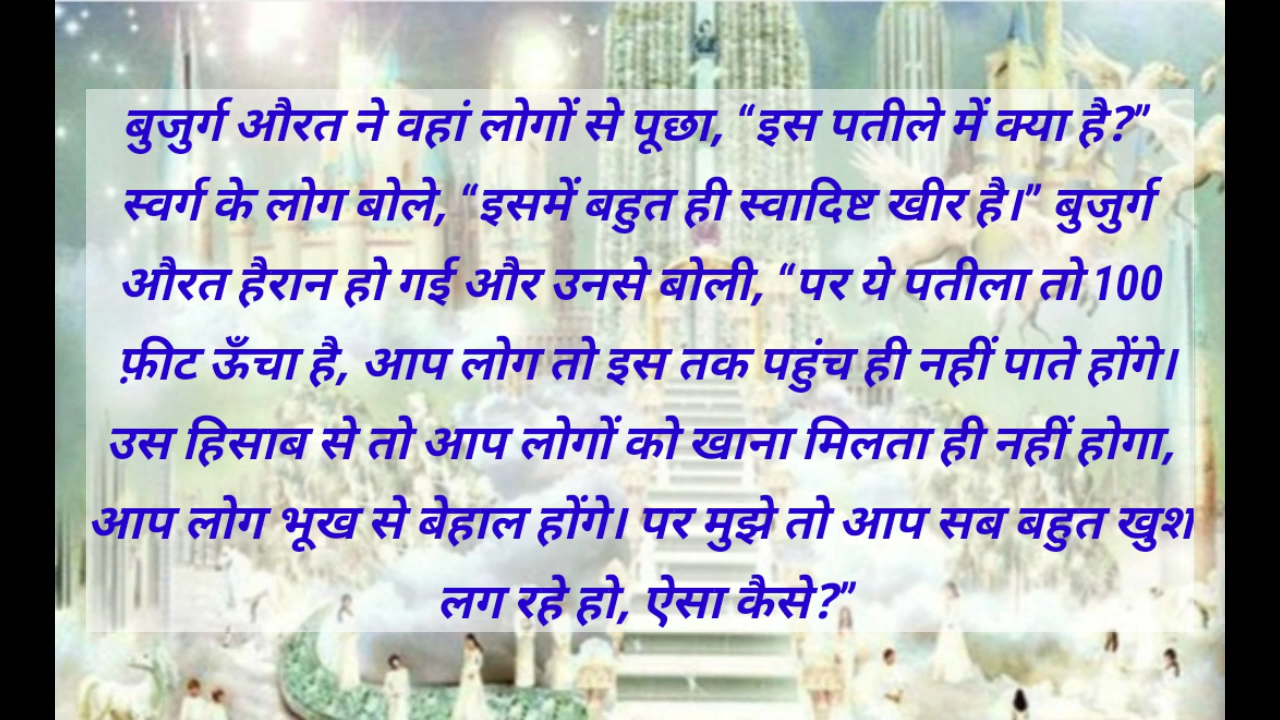 बुजुर्ग औरत ने वहां लोगों से पूछा, “इस पतीले में क्या है?”
स्वर्ग के लोग बोले, “इसमें बहुत ही स्वादिष्ट खीर है।” बुजुर्ग
औरत हैरान हो गई और उनसे बोली, “पर ये पतीला तो 100
फ़ीट ऊँचा है, आप लोग तो इस तक पहुंच ही नहीं पाते होंगे।
उस हिसाब से तो आप लोगों को खाना मिलता ही नहीं होगा,
आप लोग भूख से बेहाल होंगे। पर मुझे तो आप सब बहुत खुश
लग रहे हो, ऐसा कैसे?”